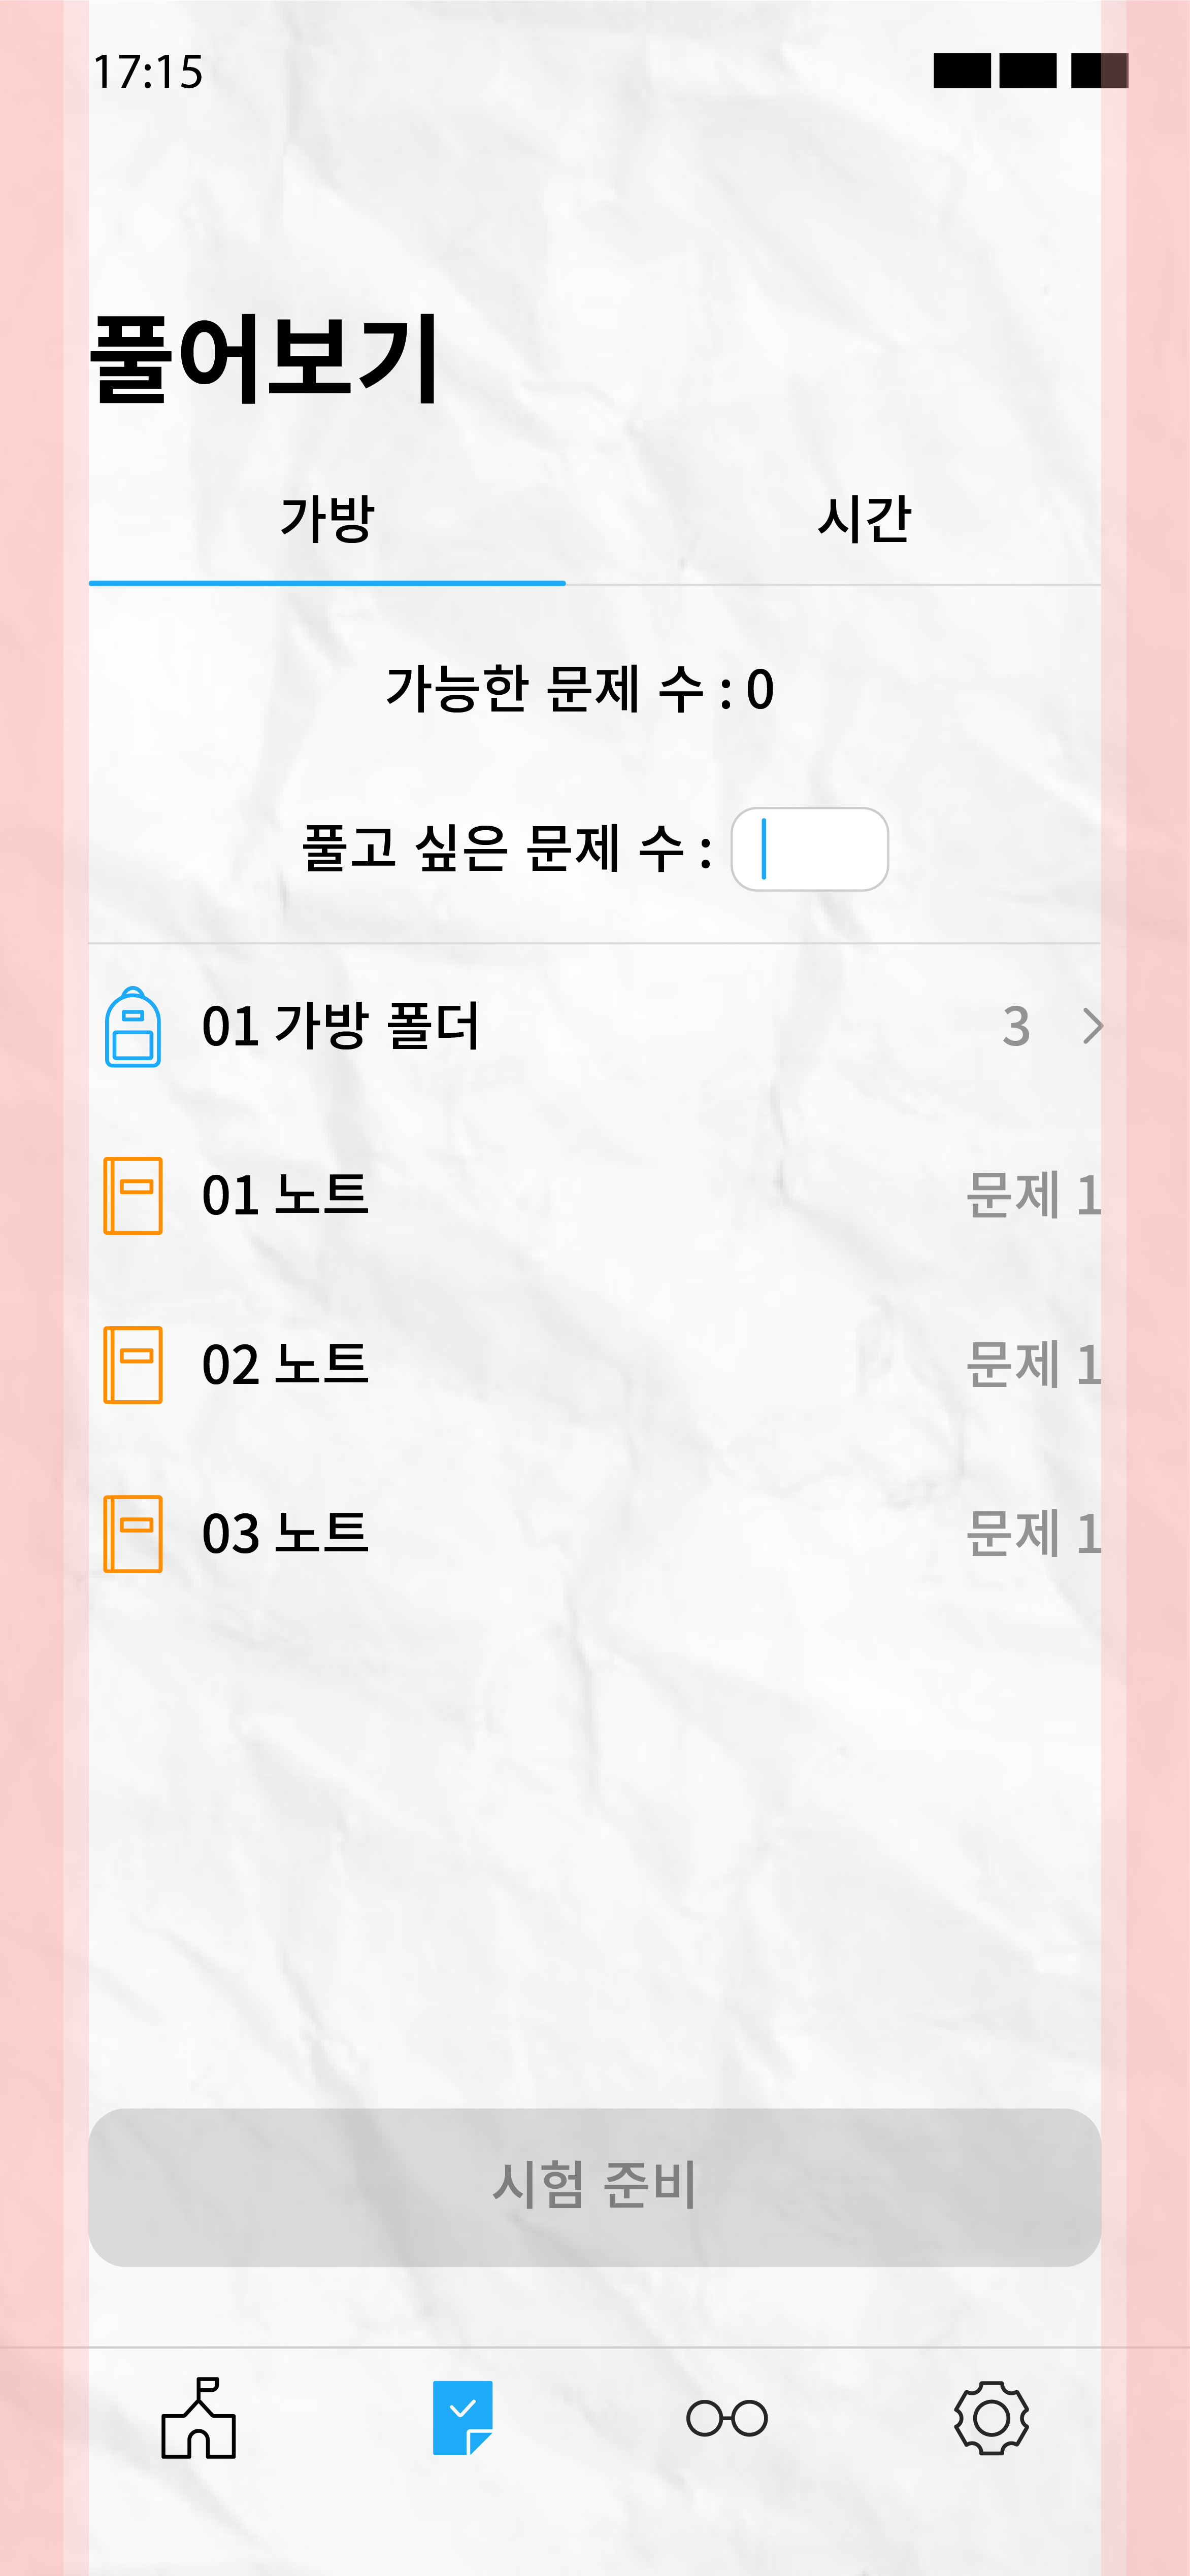 17:15
풀어보기
가방 시간
가능한 문제 수 : 0
풀고 싶은 문제 수 :
01 가방 폴더 3
01 노트 문제 1
02 노트 문제 1
03 노트 문제 1
시험 준비